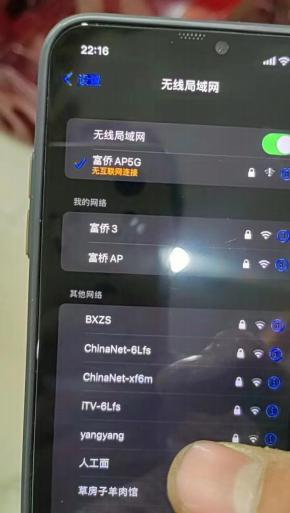 22:16
设置
无线局域网
无线局域网
富侨 AP5G
无互联网连接
我的网络
富侨 3
富桥 AP
其他网络
BXZS
ChinaNet-6Lfs
ChinaNet-xf6m
iTV-6Lfs
yangyang
人工面
草房子羊肉馆